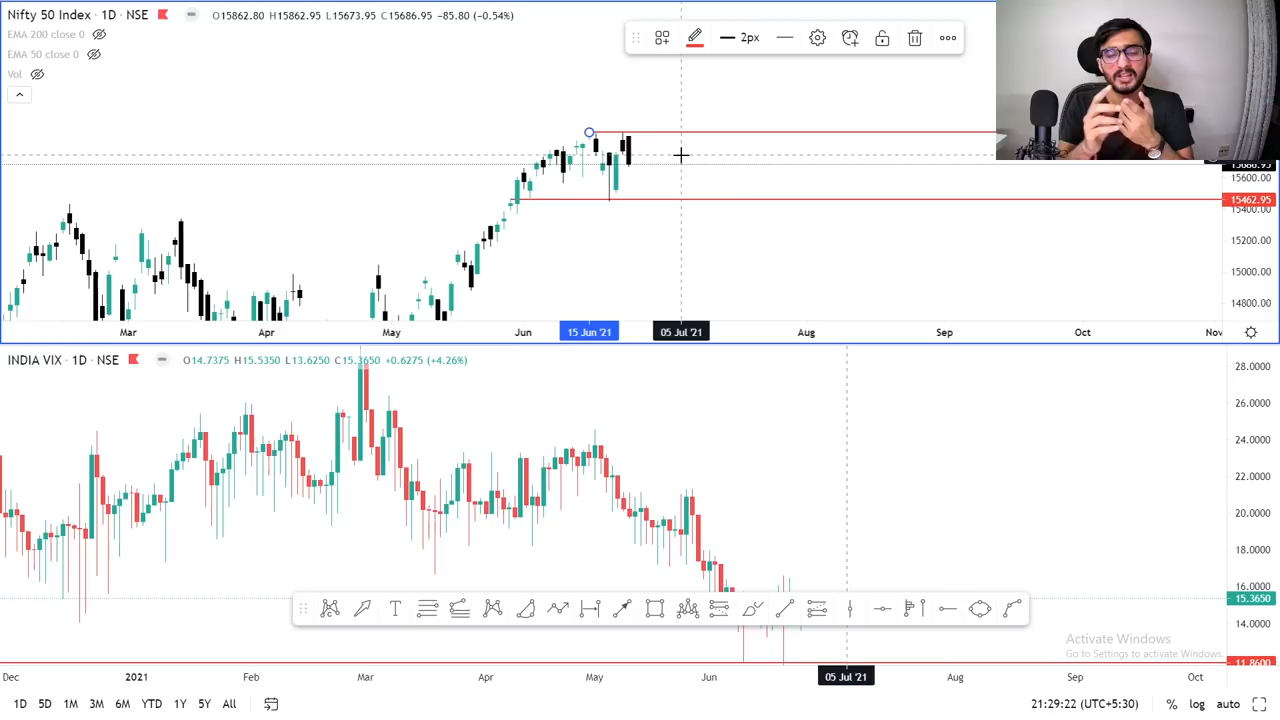 Nifty 50 Index · 1D · NSE O15862.80 H15862.95 L15673.95 C15686.95 −85.80 (−0.54%)
EMA 200 close 0
EMA 50 close 0
Vol
2px
15686.95
15600.00
15462.95
15400.00
15200.00
15000.00
14800.00
Mar Apr May Jun 15 Jun '21 05 Jul '21 Aug Sep Oct Nov
INDIA VIX · 1D · NSE O14.7375 H15.5350 L13.6250 C15.3650 +0.6275 (+4.26%)
28.0000
26.0000
24.0000
22.0000
20.0000
18.0000
16.0000
15.3650
14.0000
T
Activate Windows
Go to Settings to activate Windows.
11.8600
Dec 2021 Feb Mar Apr May Jun 05 Jul '21 Aug Sep Oct
1D 5D 1M 3M 6M YTD 1Y 5Y All 21:29:22 (UTC+5:30) % log auto